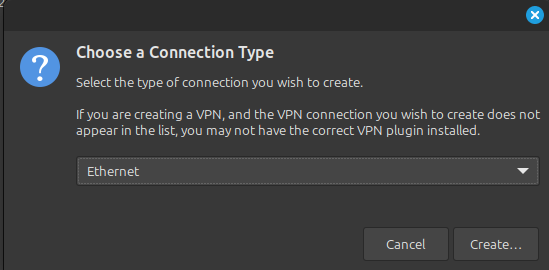 Choose a Connection Type
Select the type of connection you wish to create.
If you are creating a VPN, and the VPN connection you wish to create does not
appear in the list, you may not have the correct VPN plugin installed.
Ethernet
Cancel
Create…